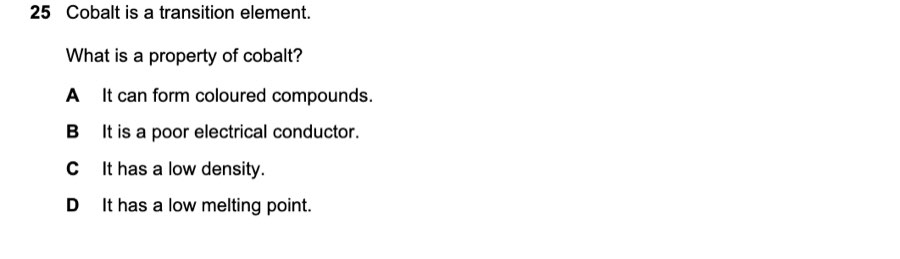 25 Cobalt is a transition element.
What is a property of cobalt?
A It can form coloured compounds.
B It is a poor electrical conductor.
C It has a low density.
D It has a low melting point.